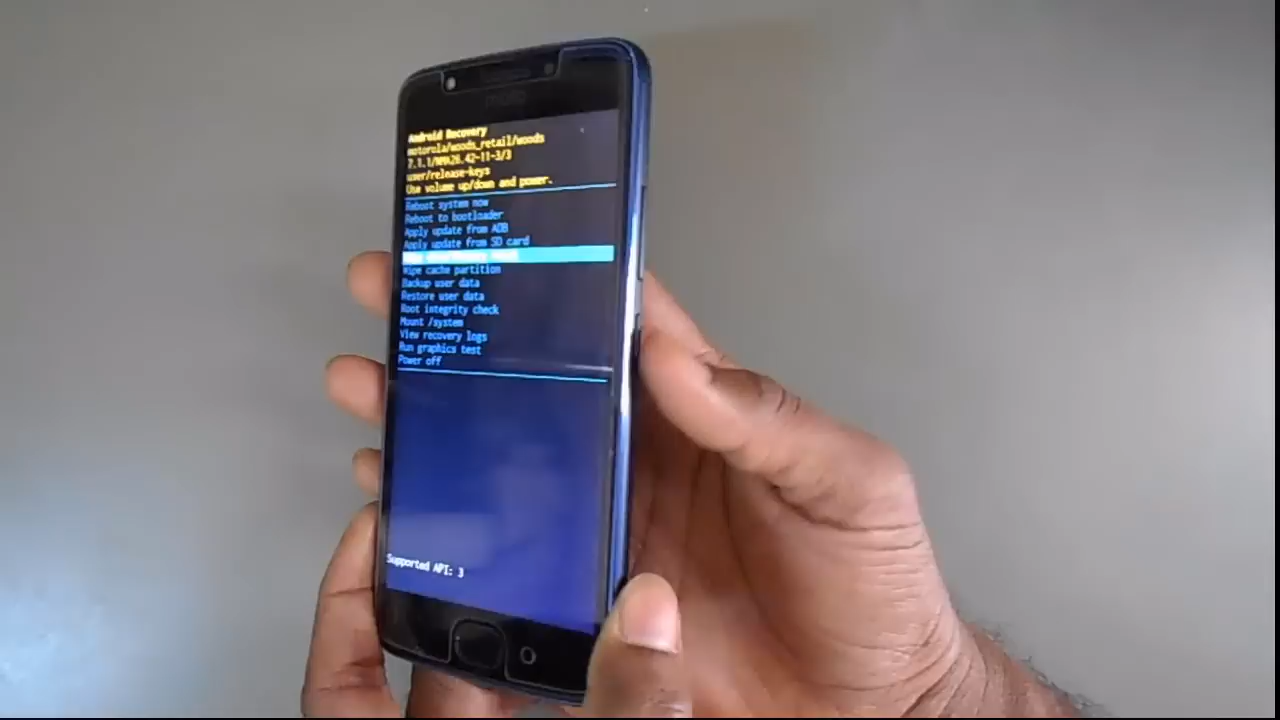 moto
Android Recovery
motorola/woods_retail/woods
7.1.1/NMA26.42-11-3/3
user/release-keys
Use volume up/down and power.
Reboot system now
Reboot to bootloader
Apply update from ADB
Apply update from SD card
Wipe cache partition
Backup user data
Restore user data
Root integrity check
Mount /system
View recovery logs
Run graphics test
Power off
Supported API: 3